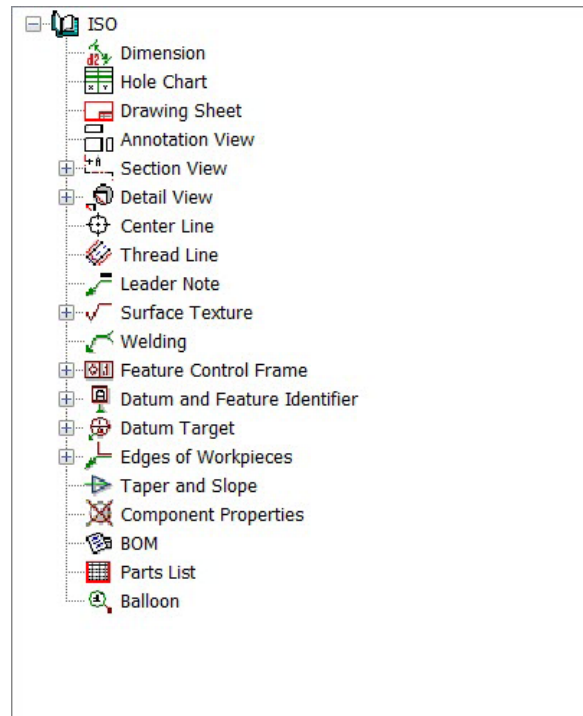 ISO
Dimension
Hole Chart
Drawing Sheet
Annotation View
Section View
Detail View
Center Line
Thread Line
Leader Note
Surface Texture
Welding
Feature Control Frame
Datum and Feature Identifier
Datum Target
Edges of Workpieces
Taper and Slope
Component Properties
BOM
Parts List
Balloon